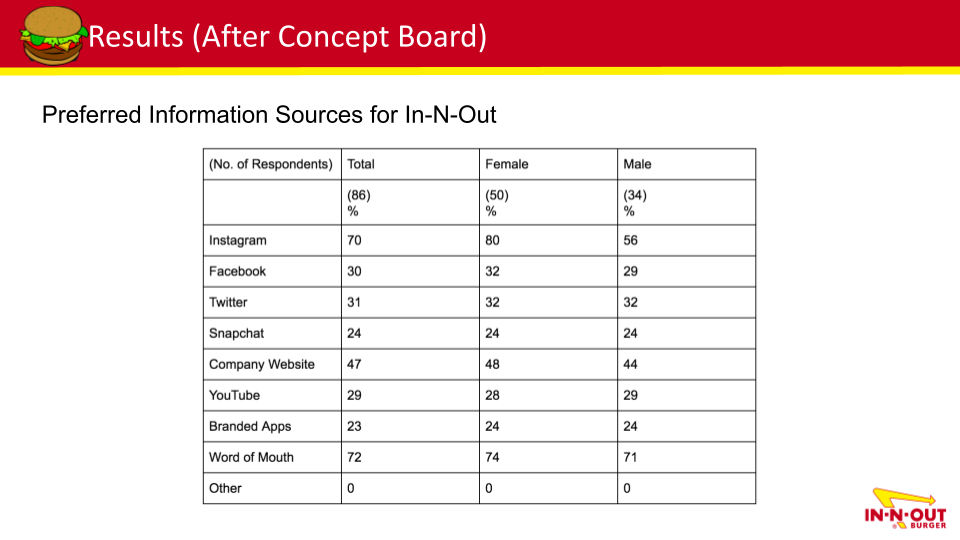 Results (After Concept Board)
Preferred Information Sources for In-N-Out
(No. of Respondents) Total Female Male
(86) (50) (34)
% % %
Instagram 70 80 56
Facebook 30 32 29
Twitter 31 32 32
Snapchat 24 24 24
Company Website 47 48 44
YouTube 29 28 29
Branded Apps 23 24 24
Word of Mouth 72 74 71
Other 0 0 0
IN-N-OUT
® BURGER